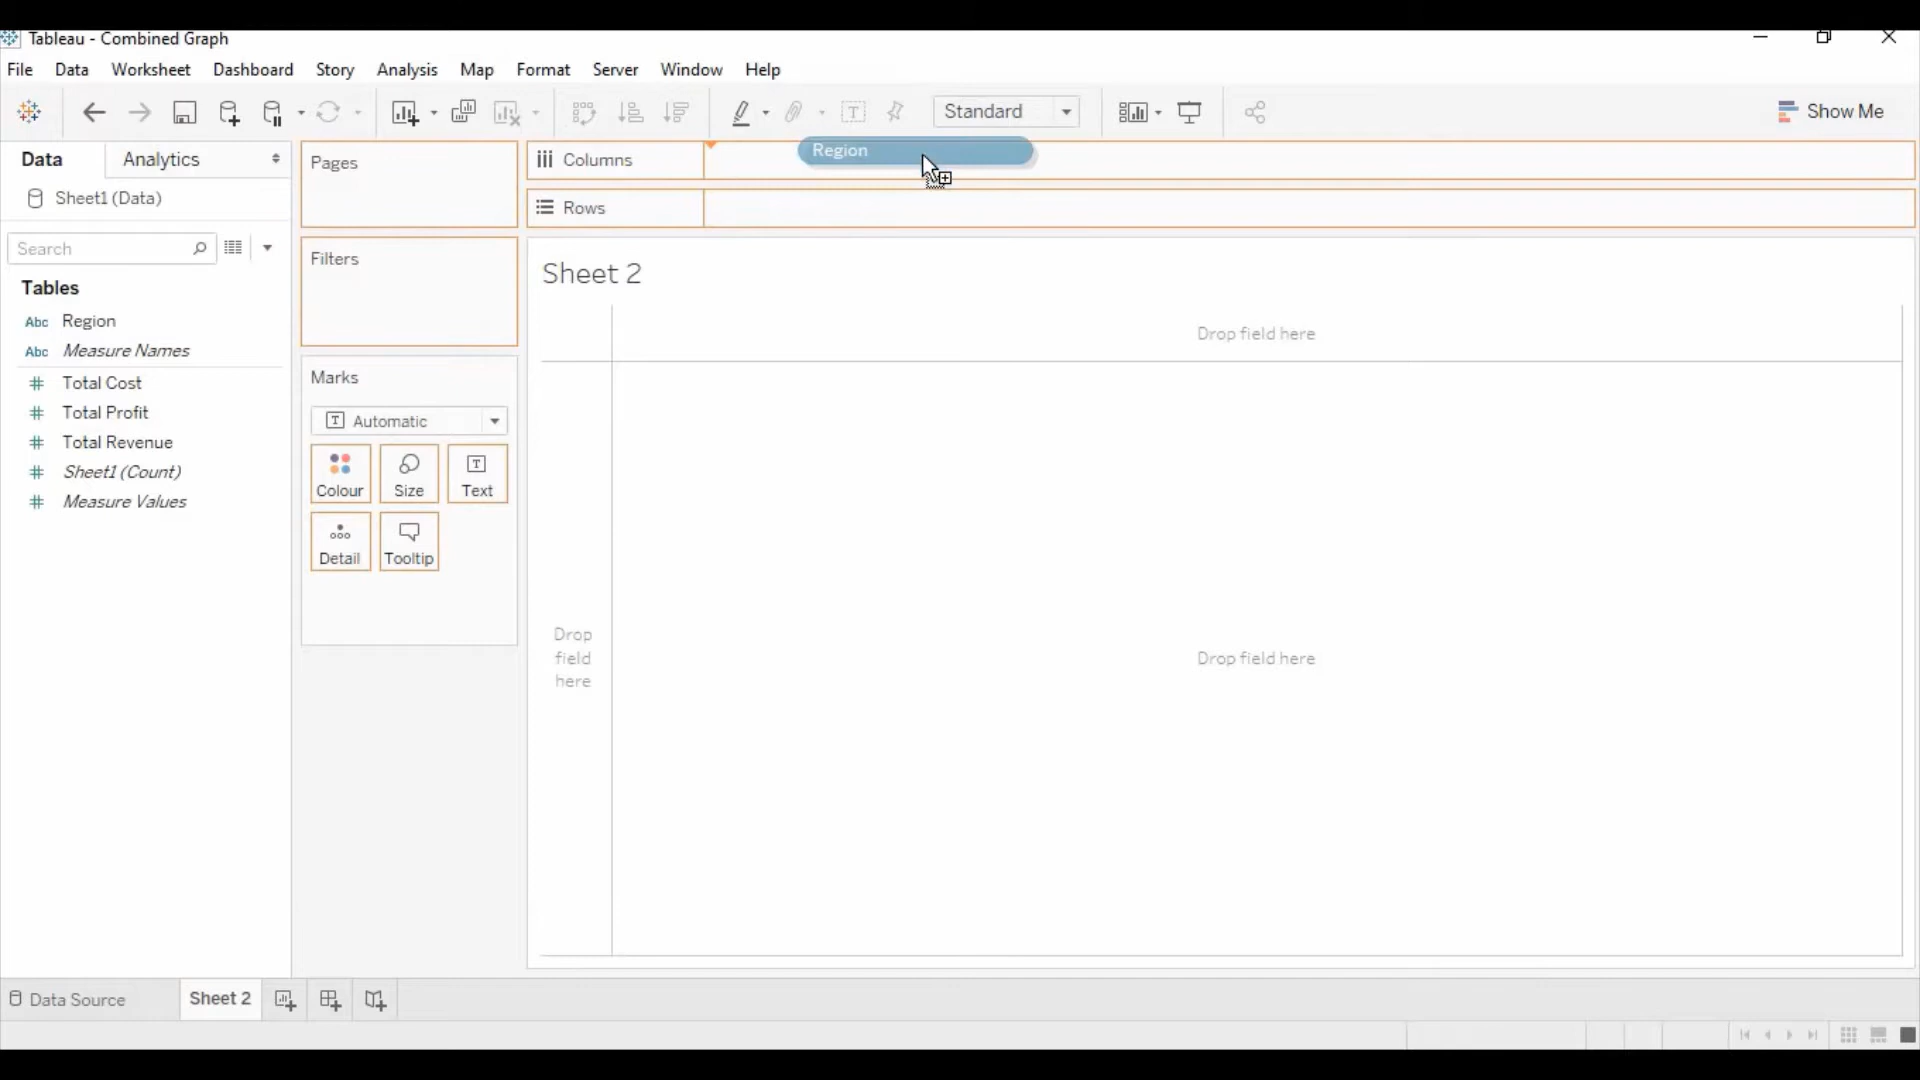 Tableau - Combined Graph
File Data Worksheet Dashboard Story Analysis Map Format Server Window Help
Standard
Show Me
Data Analytics
Sheet1 (Data)
Search
Tables
Abc Region
Abc Measure Names
# Total Cost
# Total Profit
# Total Revenue
# Sheet1 (Count)
# Measure Values
Pages
Filters
Marks
T Automatic
Colour Size Text
Detail Tooltip
Columns
Region
Rows
Sheet 2
Drop field here
Drop
field
here
Drop field here
Data Source Sheet 2